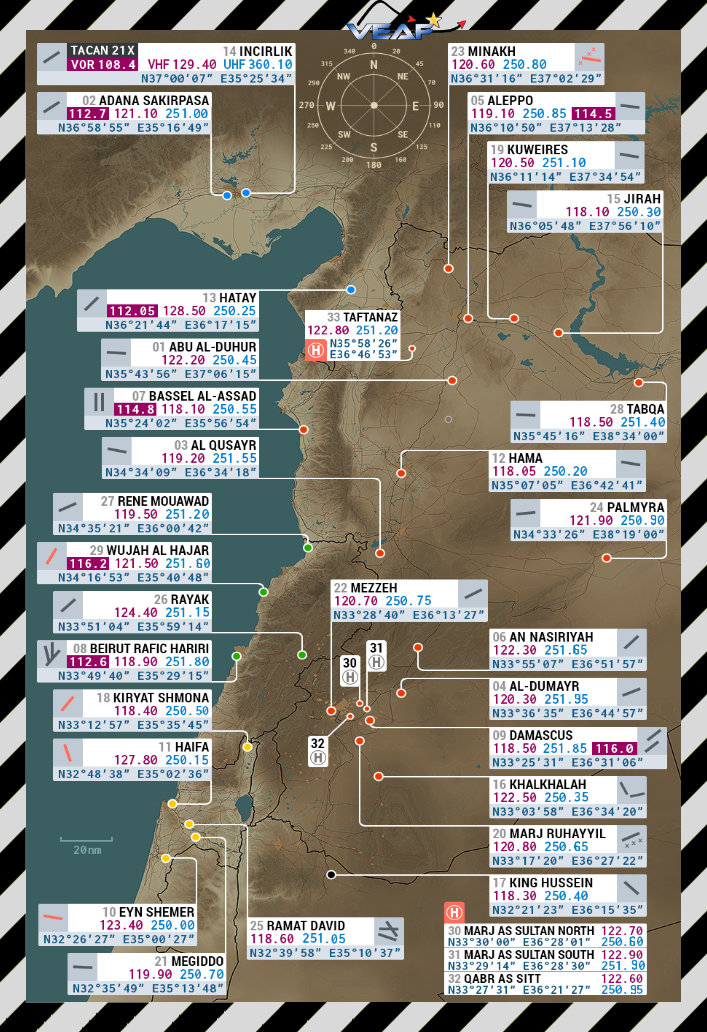 VEAF
TACAN 21X 14 INCIRLIK
VOR 108.4 VHF 129.40 UHF 360.10
N37°00'07" E35°25'34"
02 ADANA SAKIRPASA
112.7 121.10 251.00
N36°58'55" E35°16'49"
0
340 20
315 45
NW N NE
290 70
270 W E 90
250 110
SW S SE
225 135
200 160
180
23 MINAKH
120.60 250.80
N36°31'16" E37°02'29"
05 ALEPPO
119.10 250.85 114.5
N36°10'50" E37°13'28"
19 KUWEIRES
120.50 251.10
N36°11'14" E37°34'54"
15 JIRAH
118.10 250.30
N36°05'48" E37°56'10"
13 HATAY
112.05 128.50 250.25
N36°21'44" E36°17'15"
33 TAFTANAZ
122.80 251.20
H N35°58'26"
E36°46'53"
01 ABU AL-DUHUR
122.20 250.45
N35°43'56" E37°06'15"
07 BASSEL AL-ASSAD
114.8 118.10 250.55
N35°24'02" E35°56'54"
28 TABQA
118.50 251.40
N35°45'16" E38°34'00"
03 AL QUSAYR
119.20 251.55
N34°34'09" E36°34'18"
12 HAMA
118.05 250.20
N35°07'05" E36°42'41"
27 RENE MOUAWAD
119.50 251.20
N34°35'21" E36°00'42"
24 PALMYRA
121.90 250.90
N34°33'26" E38°19'00"
29 WUJAH AL HAJAR
116.2 121.50 251.60
N34°16'53" E35°40'48"
26 RAYAK
124.40 251.15
N33°51'04" E35°59'14"
22 MEZZEH
120.70 250.75
N33°28'40" E36°13'27"
08 BEIRUT RAFIC HARIRI
112.6 118.90 251.80
N33°49'40" E35°29'15"
06 AN NASIRIYAH
122.30 251.65
N33°55'07" E36°51'57"
31
H
30
H
32
H
18 KIRYAT SHMONA
118.40 250.50
N33°12'57" E35°35'45"
04 AL-DUMAYR
120.30 251.95
N33°36'35" E36°44'57"
11 HAIFA
127.80 250.15
N32°48'38" E35°02'36"
09 DAMASCUS
118.50 251.85 116.0
N33°25'31" E36°31'06"
16 KHALKHALAH
122.50 250.35
N33°03'58" E36°34'20"
20 MARJ RUHAYYIL
120.80 250.65
N33°17'20" E36°27'22"
20nm
17 KING HUSSEIN
118.30 250.40
N32°21'23" E36°15'35"
10 EYN SHEMER
123.40 250.00
N32°26'27" E35°00'27"
25 RAMAT DAVID
118.60 251.05
N32°39'58" E35°10'37"
21 MEGIDDO
119.90 250.70
N32°35'49" E35°13'48"
H
30 MARJ AS SULTAN NORTH 122.70
N33°30'00" E36°28'01" 250.60
31 MARJ AS SULTAN SOUTH 122.90
N33°29'14" E36°28'30" 251.90
32 QABR AS SITT 122.60
N33°27'31" E36°21'27" 250.95